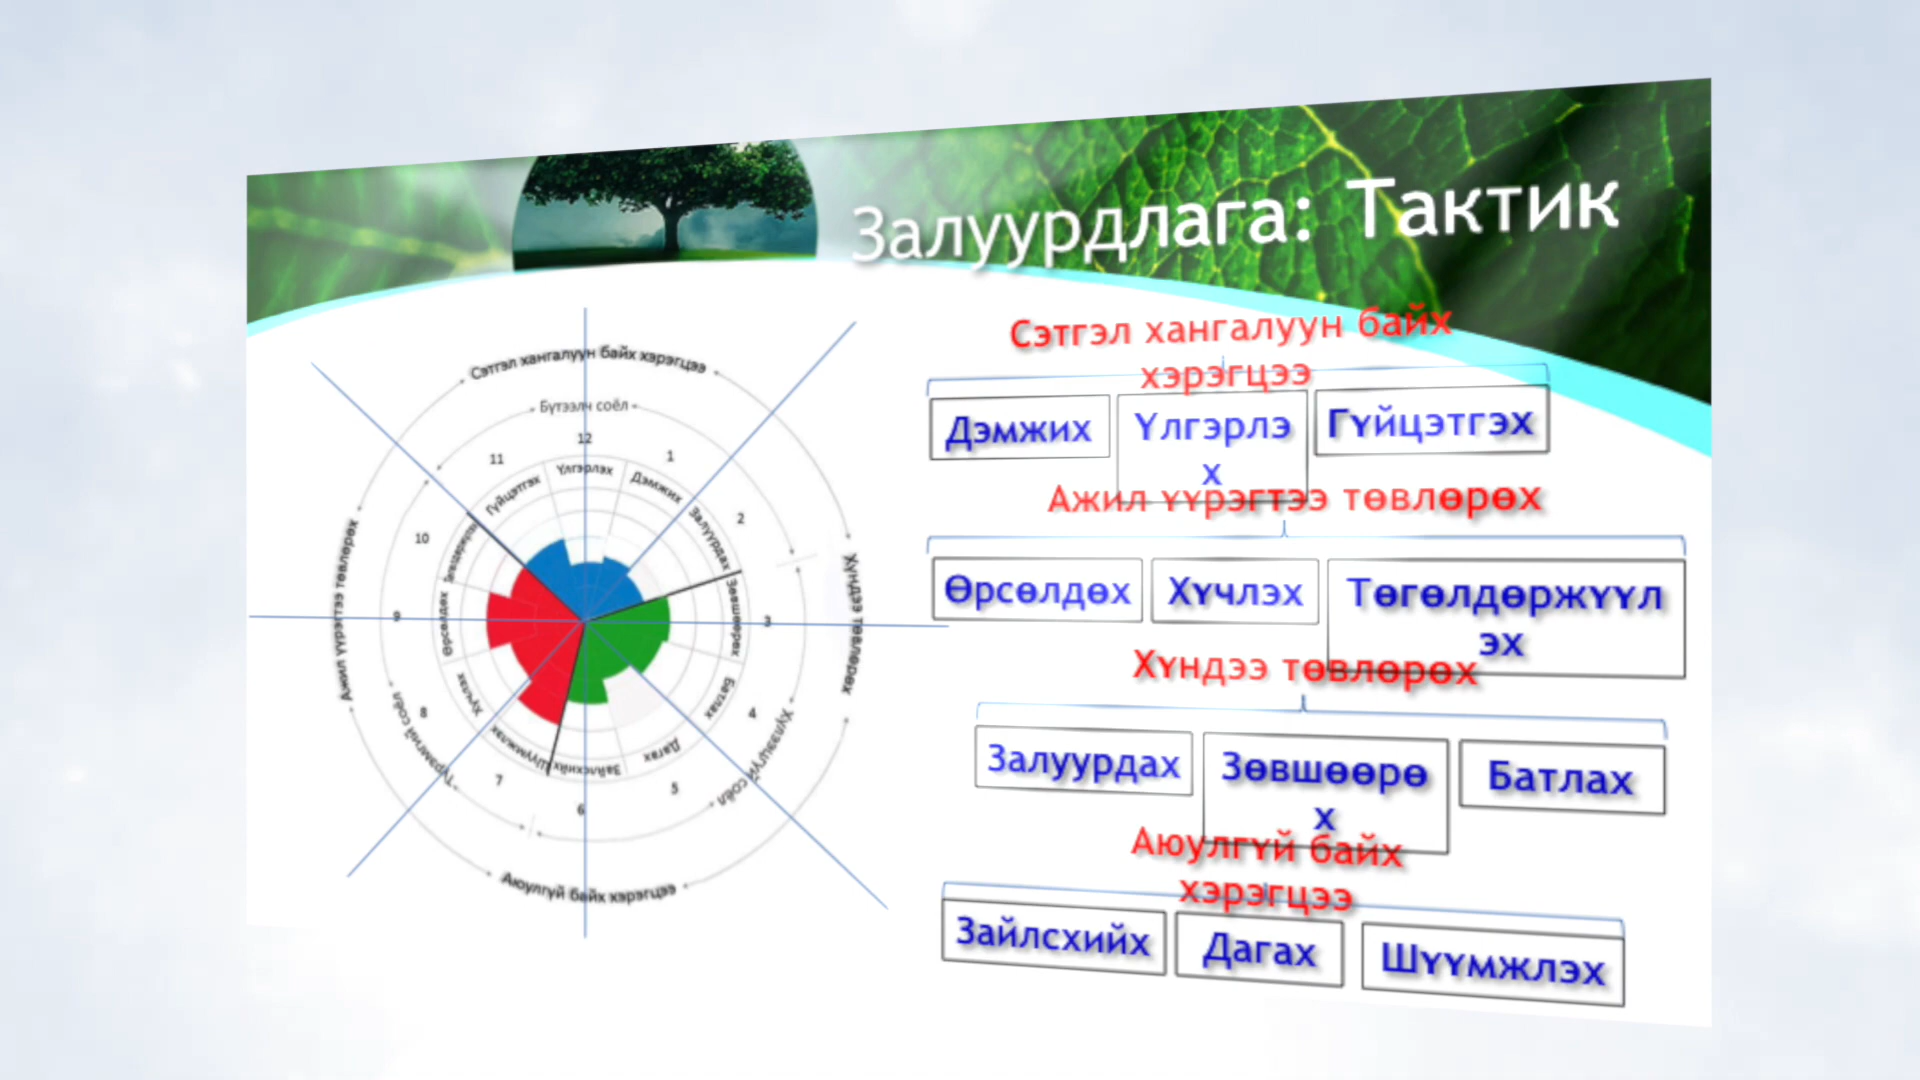 Залуурдлага: Тактик
Сэтгэл хангалуун байх хэрэгцээ
Бүтээлч соёл
12
11
1
Үлгэрлэх
Гүйцэтгэх
Дэмжих
2
Залуурдах
10
Төгөлдөржүүлэх
Ажил үүрэгтээ төвлөрөх
9
Өрсөлдөх
Зөвшөөрөх
3
Хүндээ төвлөрөх
Хүчлэх
Батлах
8
4
Түрэмгий соёл
Хүлээцгүй соёл
Шүүмжлэх
Зайлсхийх
Дагах
7
5
6
Аюулгүй байх хэрэгцээ
Сэтгэл хангалуун байх
хэрэгцээ
Дэмжих
Үлгэрлэ
х
Гүйцэтгэх
Ажил үүрэгтээ төвлөрөх
Өрсөлдөх
Хүчлэх
Төгөлдөржүүл
эх
Хүндээ төвлөрөх
Залуурдах
Зөвшөөрө
х
Батлах
Аюулгүй байх
хэрэгцээ
Зайлсхийх
Дагах
Шүүмжлэх